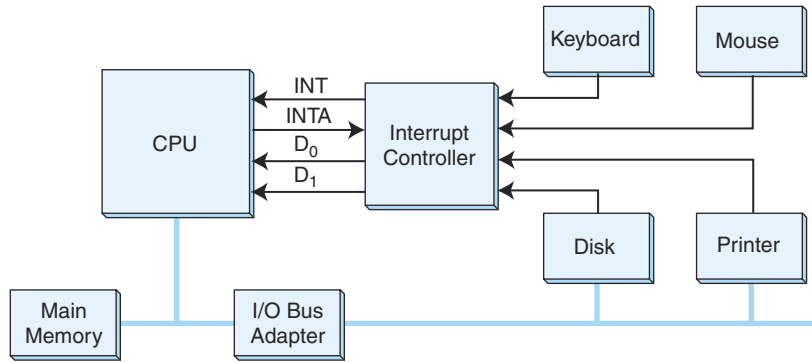 Keyboard
Mouse
CPU
INT
INTA
D0
D1
Interrupt
Controller
Disk
Printer
Main
Memory
I/O Bus
Adapter